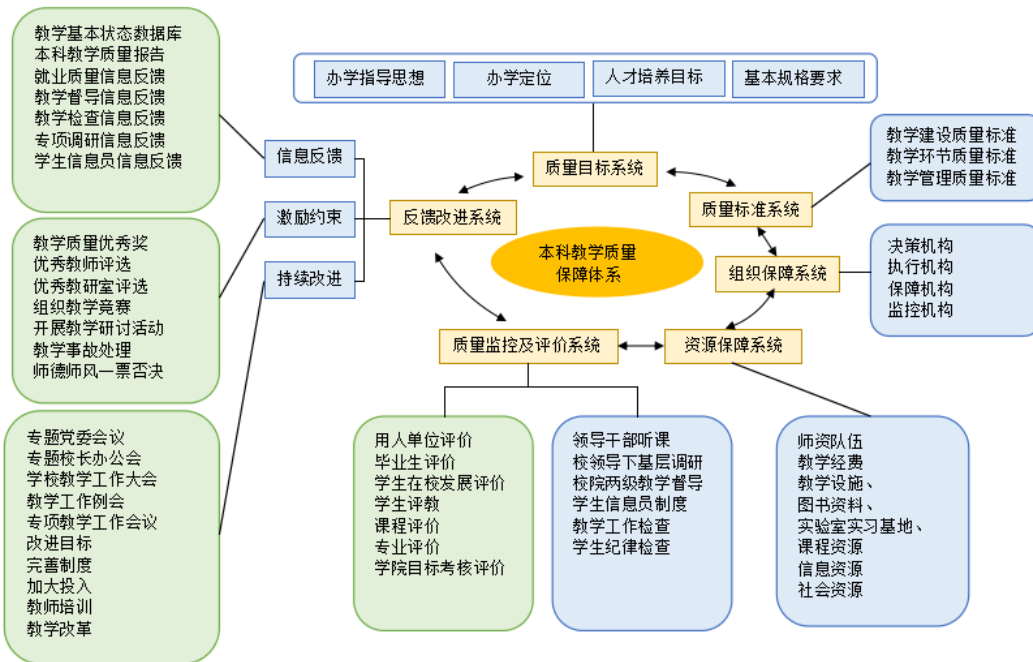 教学基本状态数据库
本科教学质量报告
就业质量信息反馈
教学督导信息反馈
教学检查信息反馈
专项调研信息反馈
学生信息员信息反馈
办学指导思想
办学定位
人才培养目标
基本规格要求
教学建设质量标准
教学环节质量标准
教学管理质量标准
信息反馈
质量目标系统
激励约束
反馈改进系统
质量标准系统
教学质量优秀奖
优秀教师评选
优秀教研室评选
组织教学竞赛
开展教学研讨活动
教学事故处理
师德师风一票否决
持续改进
本科教学质量
保障体系
组织保障系统
决策机构
执行机构
保障机构
监控机构
质量监控及评价系统
资源保障系统
专题党委会议
专题校长办公会
学校教学工作大会
教学工作例会
专项教学工作会议
改进目标
完善制度
加大投入
教师培训
教学改革
用人单位评价
毕业生评价
学生在校发展评价
学生评教
课程评价
专业评价
学院目标考核评价
领导干部听课
校领导下基层调研
校院两级教学督导
学生信息员制度
教学工作检查
学生纪律检查
师资队伍
教学经费
教学设施、
图书资料、
实验室实习基地、
课程资源
信息资源
社会资源